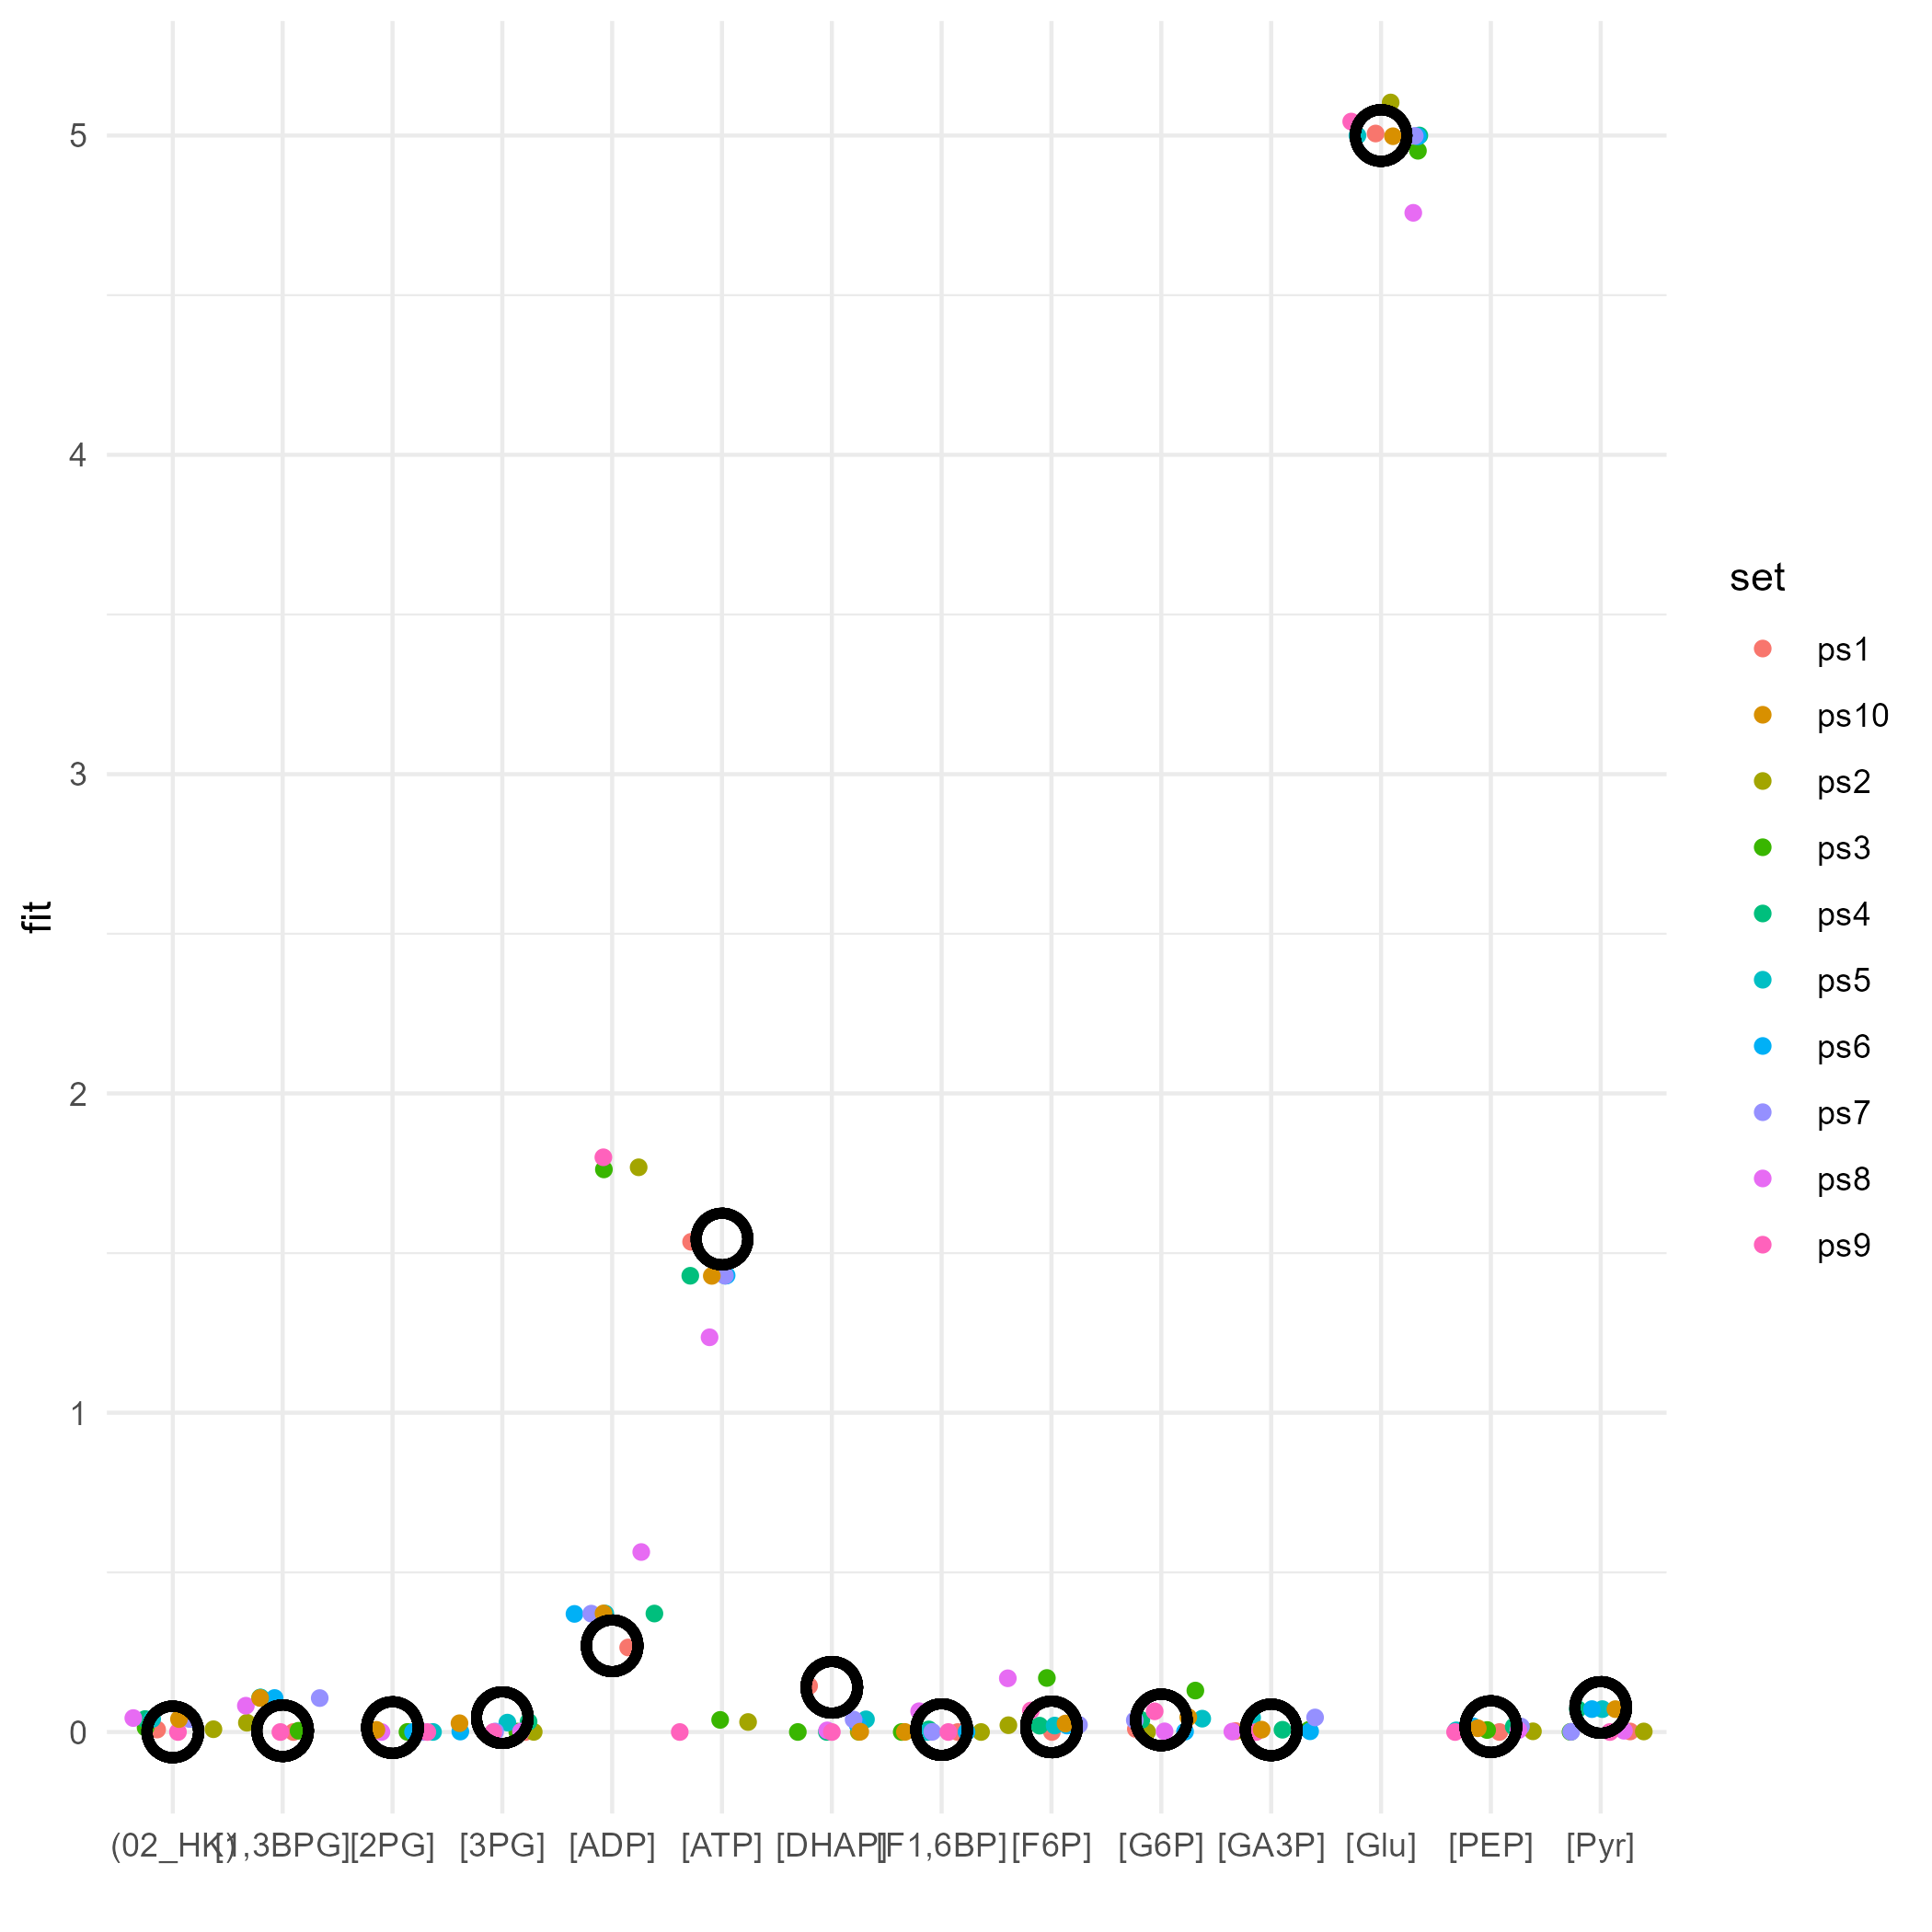 5
4
3
2
1
0
fit
(02_HK)
[1,3BPG]
[2PG]
[3PG]
[ADP]
[ATP]
[DHAP]
[F1,6BP]
[F6P]
[G6P]
[GA3P]
[Glu]
[PEP]
[Pyr]
set
ps1
ps10
ps2
ps3
ps4
ps5
ps6
ps7
ps8
ps9